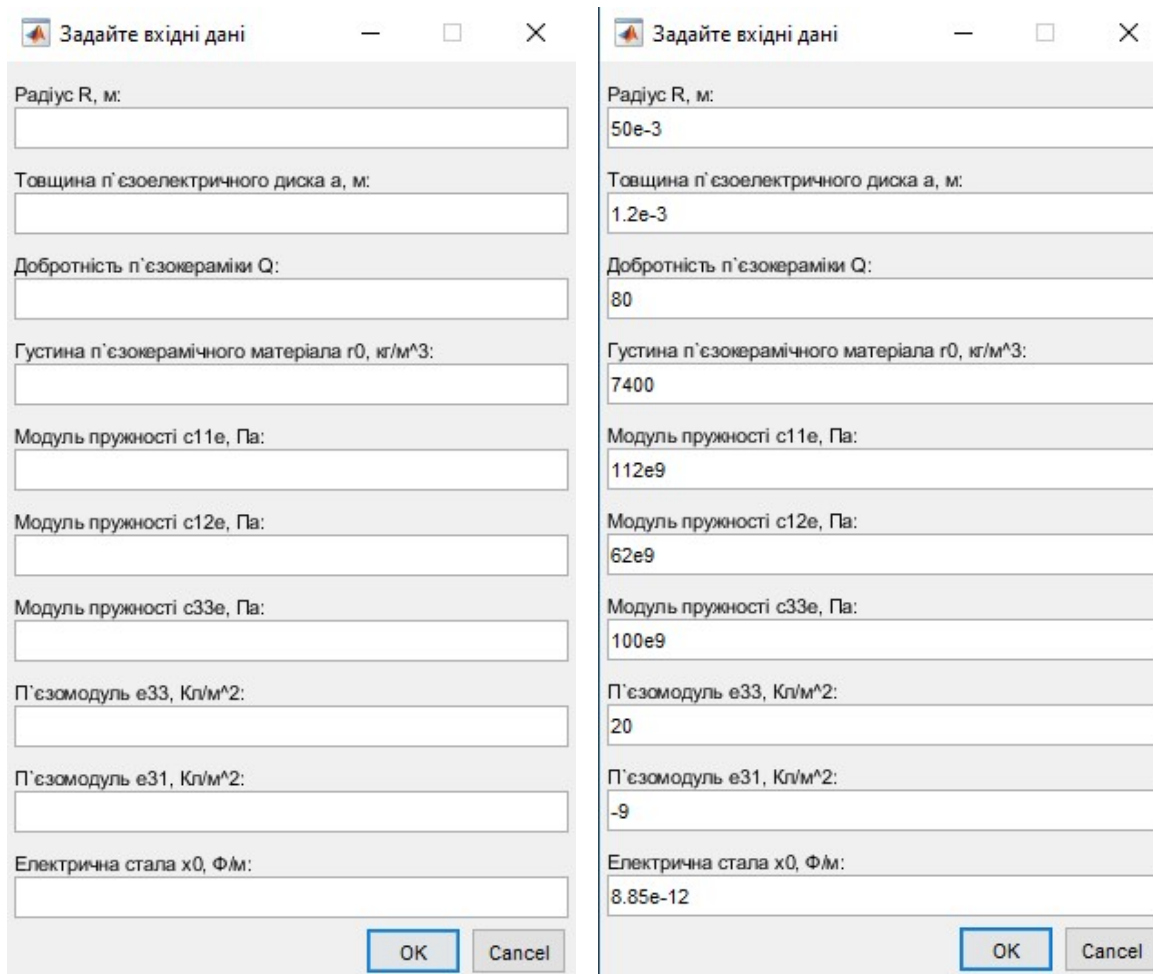 Задайте вхідні дані
Радіус R, м:
Товщина п`єзоелектричного диска a, м:
Добротність п`єзокераміки Q:
Густина п`єзокерамічного матеріала r0, кг/м^3:
Модуль пружності c11e, Па:
Модуль пружності c12e, Па:
Модуль пружності c33e, Па:
П`єзомодуль e33, Кл/м^2:
П`єзомодуль e31, Кл/м^2:
Електрична стала x0, Ф/м:
OK Cancel
Задайте вхідні дані
Радіус R, м:
50e-3
Товщина п`єзоелектричного диска a, м:
1.2e-3
Добротність п`єзокераміки Q:
80
Густина п`єзокерамічного матеріала r0, кг/м^3:
7400
Модуль пружності c11e, Па:
112e9
Модуль пружності c12e, Па:
62e9
Модуль пружності c33e, Па:
100e9
П`єзомодуль e33, Кл/м^2:
20
П`єзомодуль e31, Кл/м^2:
-9
Електрична стала x0, Ф/м:
8.85e-12
OK Cancel